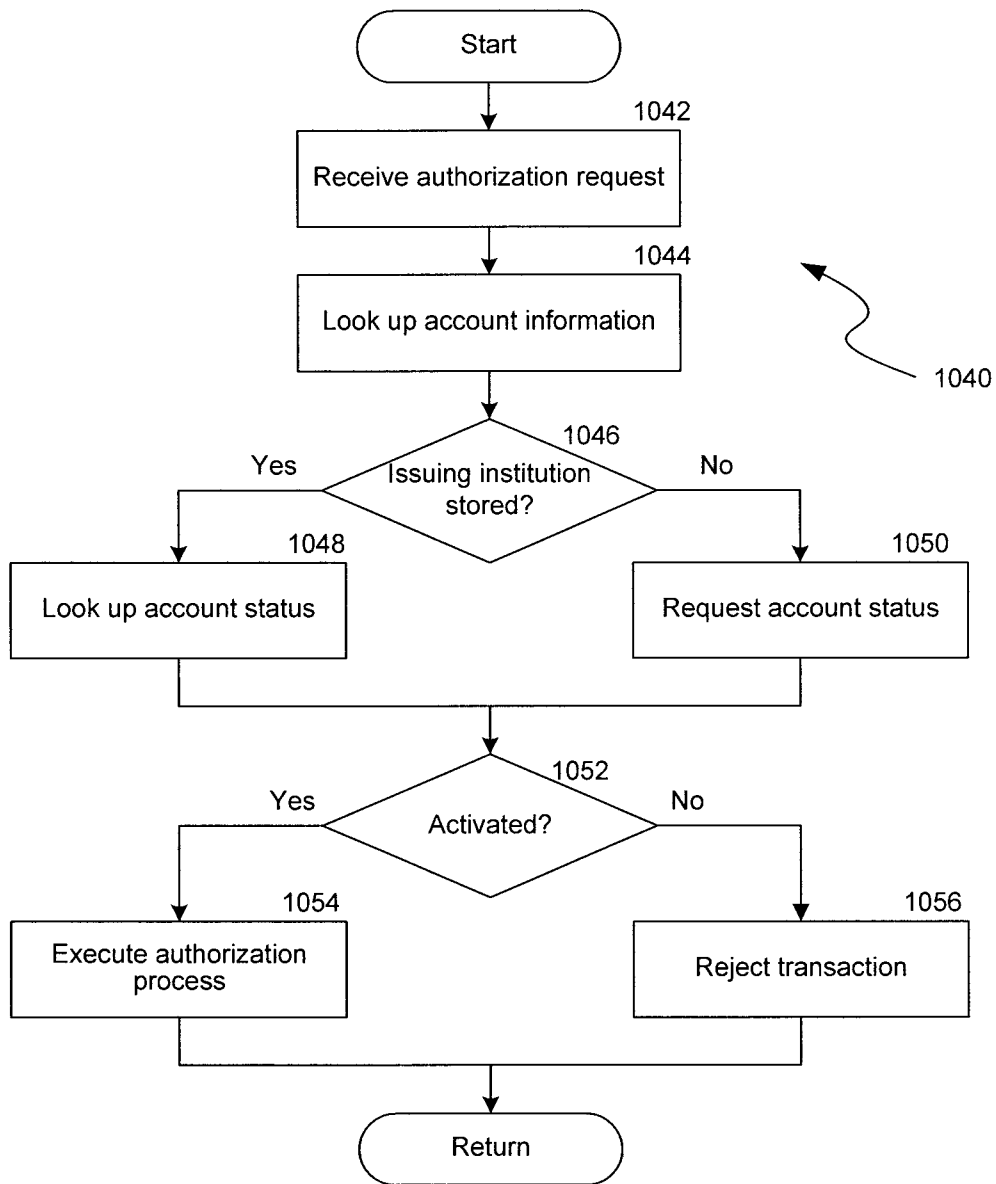 Start
1042
Receive authorization request
1044
Look up account information
1040
1046
Yes
Issuing institution
stored?
No
1048
Look up account status
1050
Request account status
1052
Yes
Activated?
No
1054
Execute authorization
process
1056
Reject transaction
Return